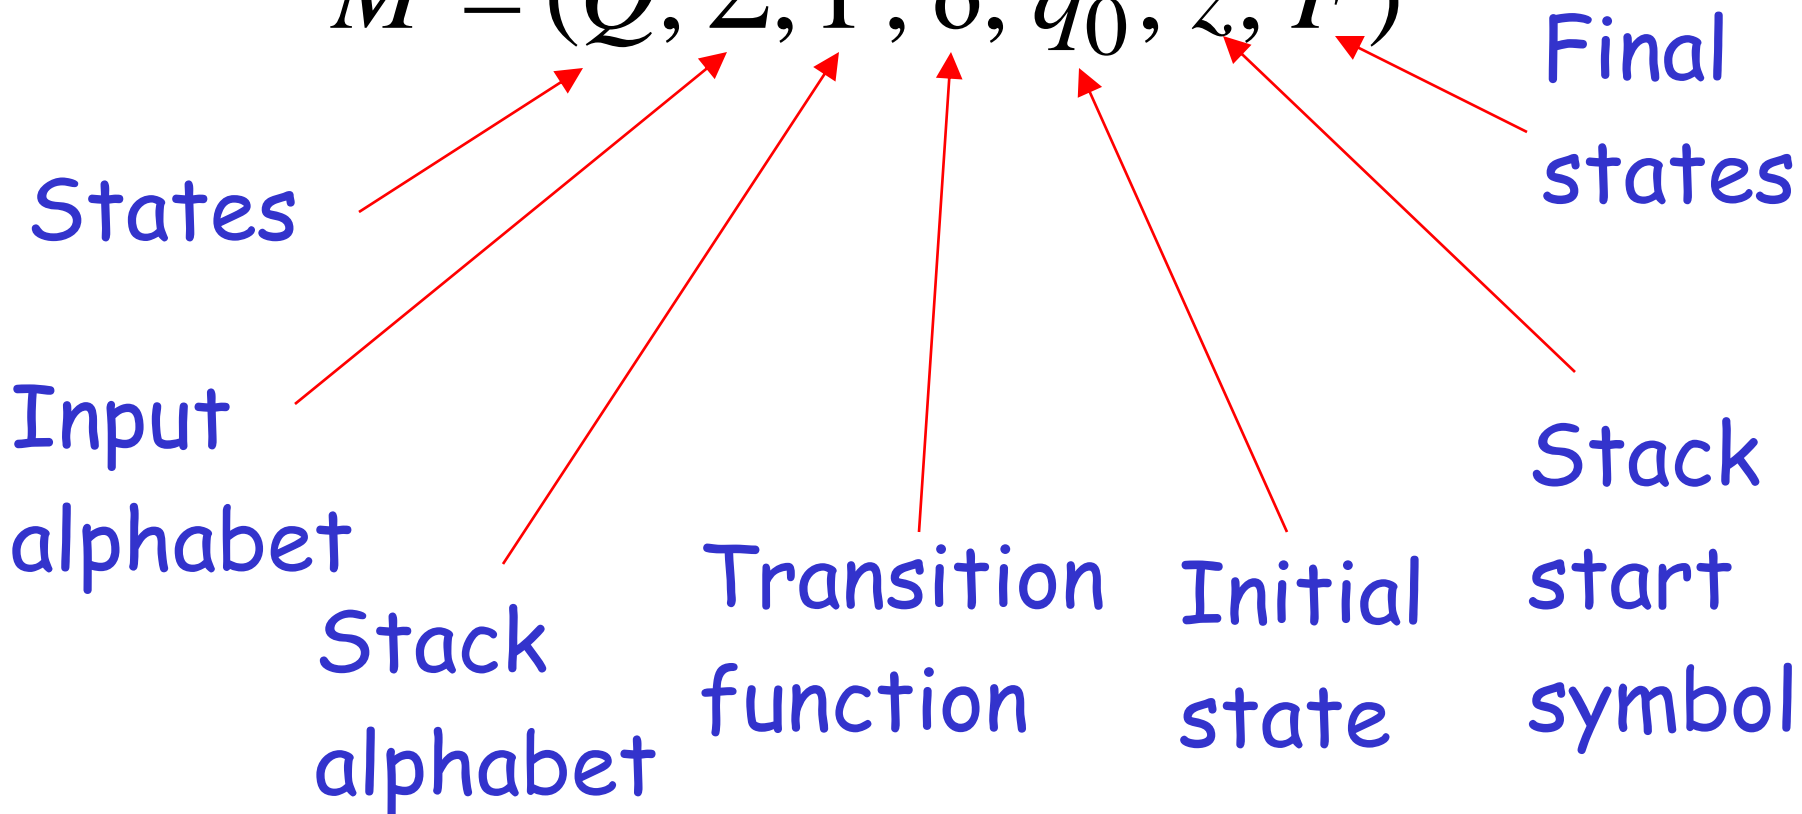 M = (Q, Σ, Γ, δ, q0, z, F)
Final
states
States
Input
alphabet
Stack
alphabet
Transition
function
Initial
state
Stack
start
symbol